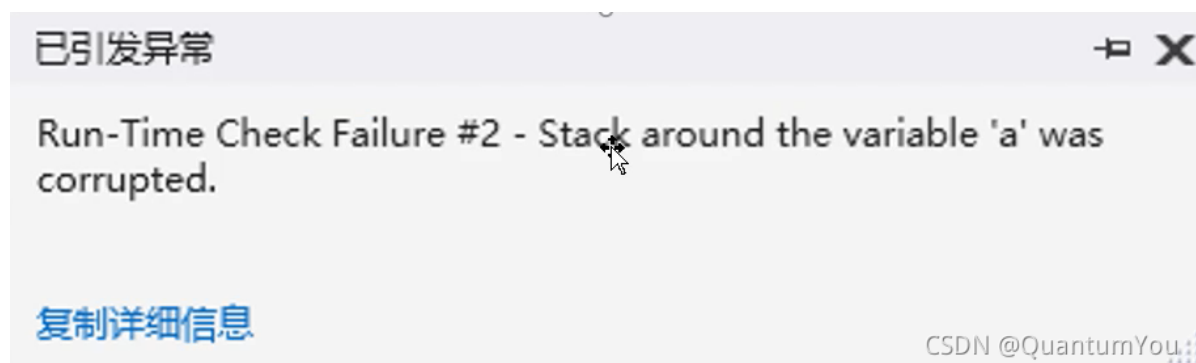 已引发异常
Run-Time Check Failure #2 - Stack around the variable 'a' was
corrupted.
复制详细信息
CSDN @QuantumYou